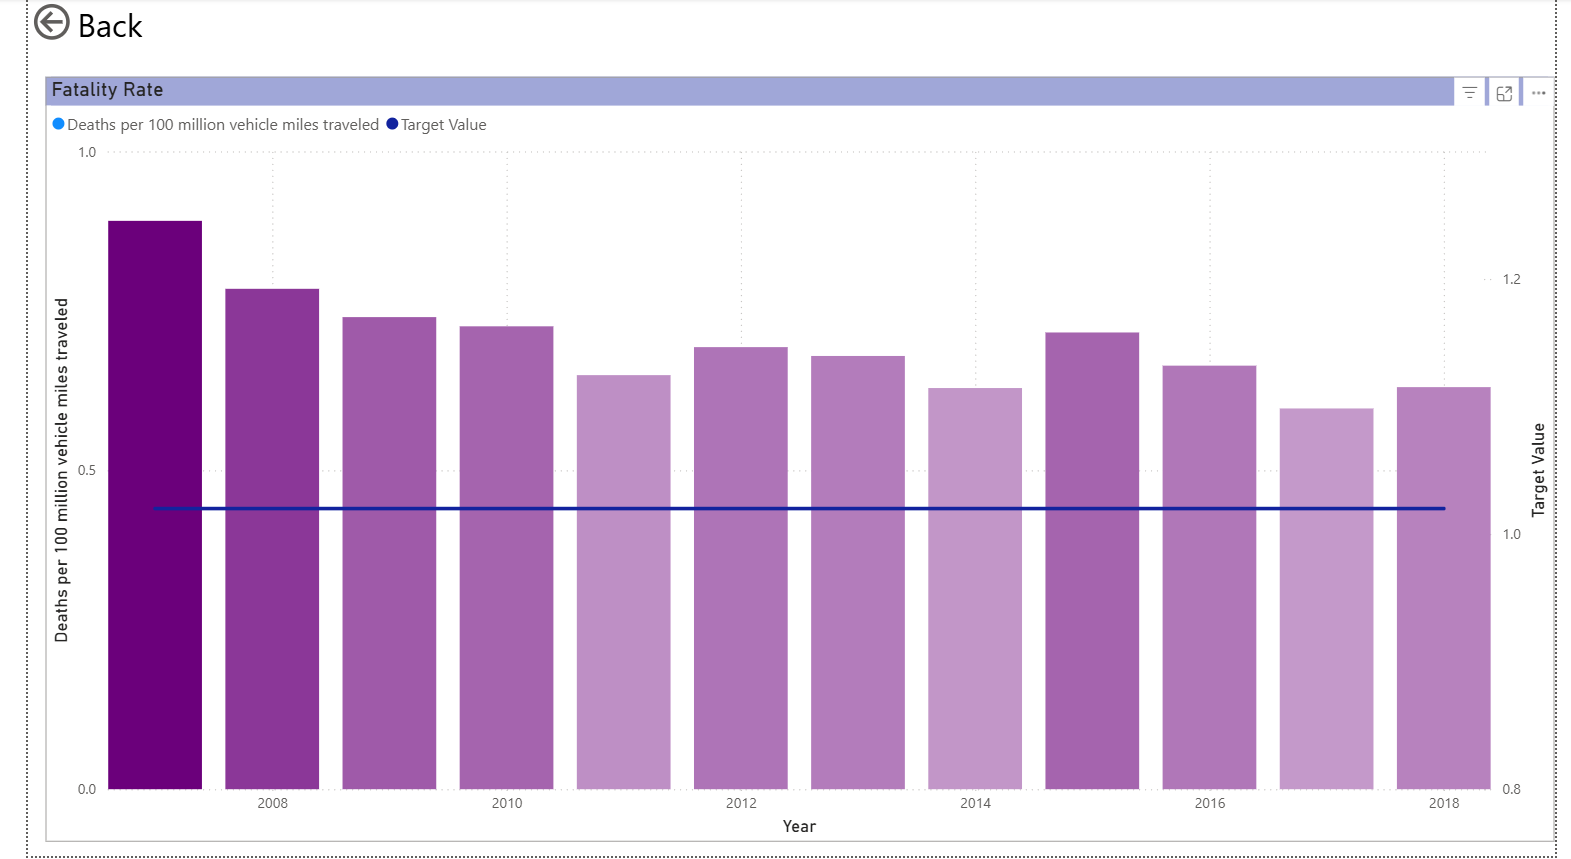 Back
Fatality Rate
Deaths per 100 million vehicle miles traveled Target Value
1.0
0.5
0.0
Deaths per 100 million vehicle miles traveled
1.2
1.0
0.8
Target Value
2008 2010 2012 2014 2016 2018
Year